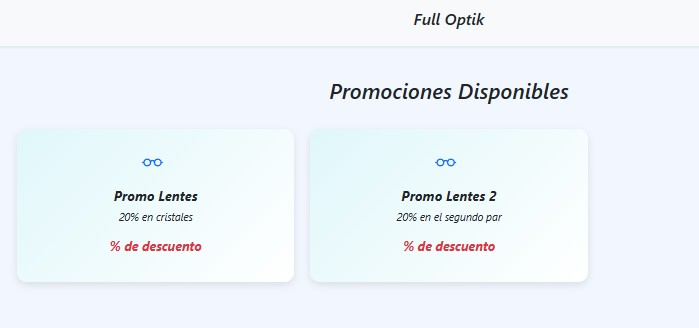 Full Optik
Promociones Disponibles
Promo Lentes
20% en cristales
% de descuento
Promo Lentes 2
20% en el segundo par
% de descuento